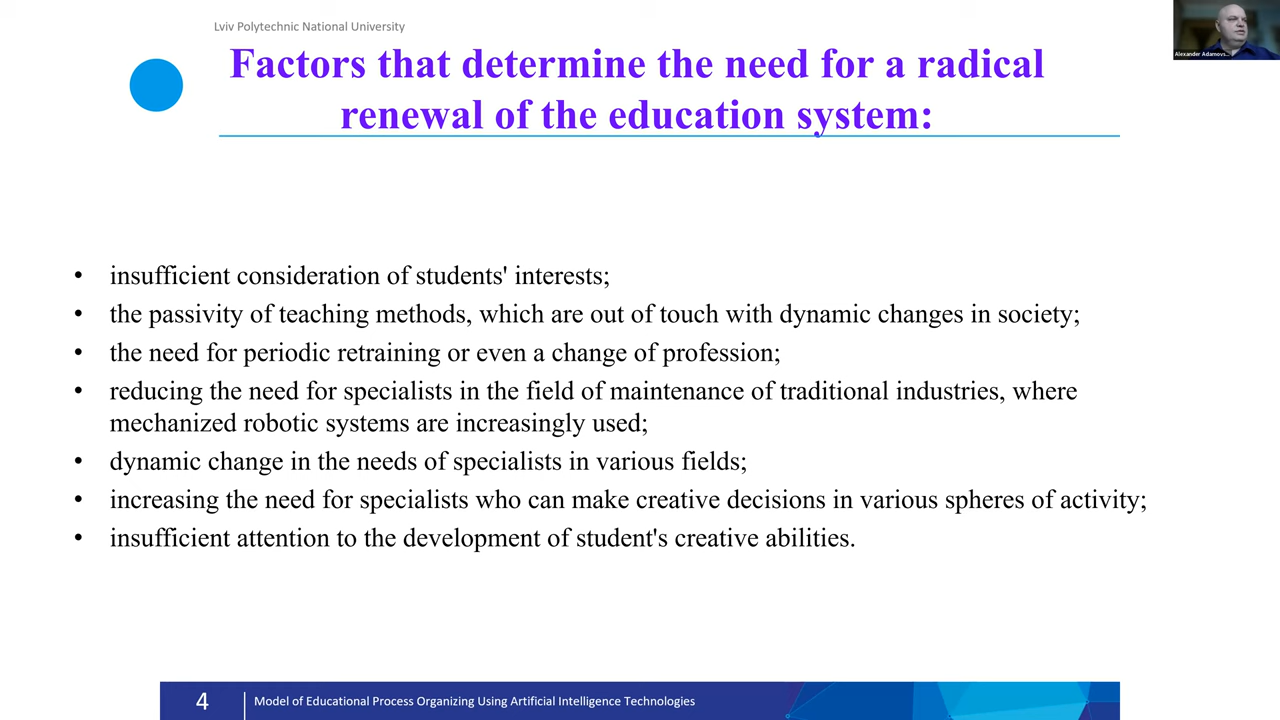 Lviv Polytechnic National University
Factors that determine the need for a radical
renewal of the education system:
• insufficient consideration of students' interests;
• the passivity of teaching methods, which are out of touch with dynamic changes in society;
• the need for periodic retraining or even a change of profession;
• reducing the need for specialists in the field of maintenance of traditional industries, where
mechanized robotic systems are increasingly used;
• dynamic change in the needs of specialists in various fields;
• increasing the need for specialists who can make creative decisions in various spheres of activity;
• insufficient attention to the development of student's creative abilities.
4
Model of Educational Process Organizing Using Artificial Intelligence Technologies
Alexander Adamovs...